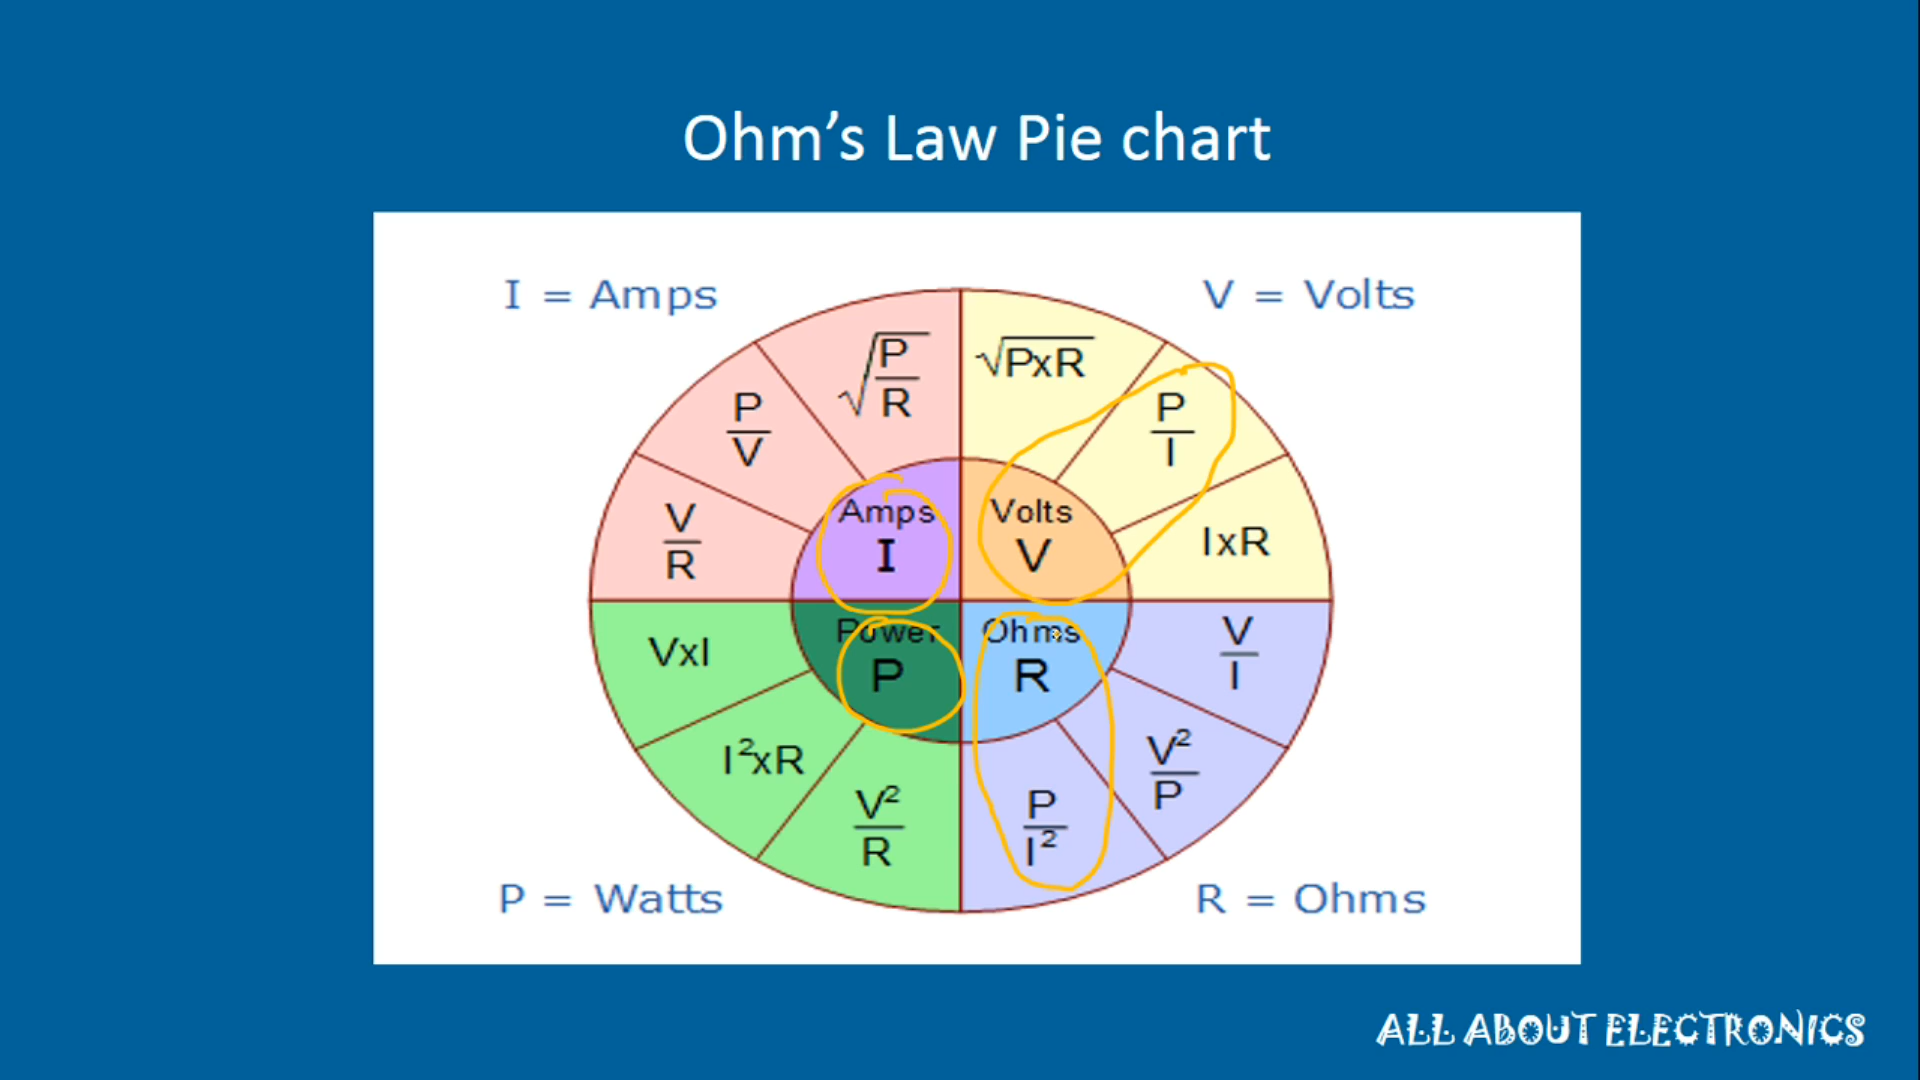 Ohm’s Law Pie chart
I = Amps
V = Volts
√P/R
√PxR
P/V
P/I
V/R
IxR
Amps
I
Volts
V
Power
P
Ohms
R
VxI
V/I
I²xR
V²/P
V²/R
P/I²
P = Watts
R = Ohms
ALL ABOUT ELECTRONICS